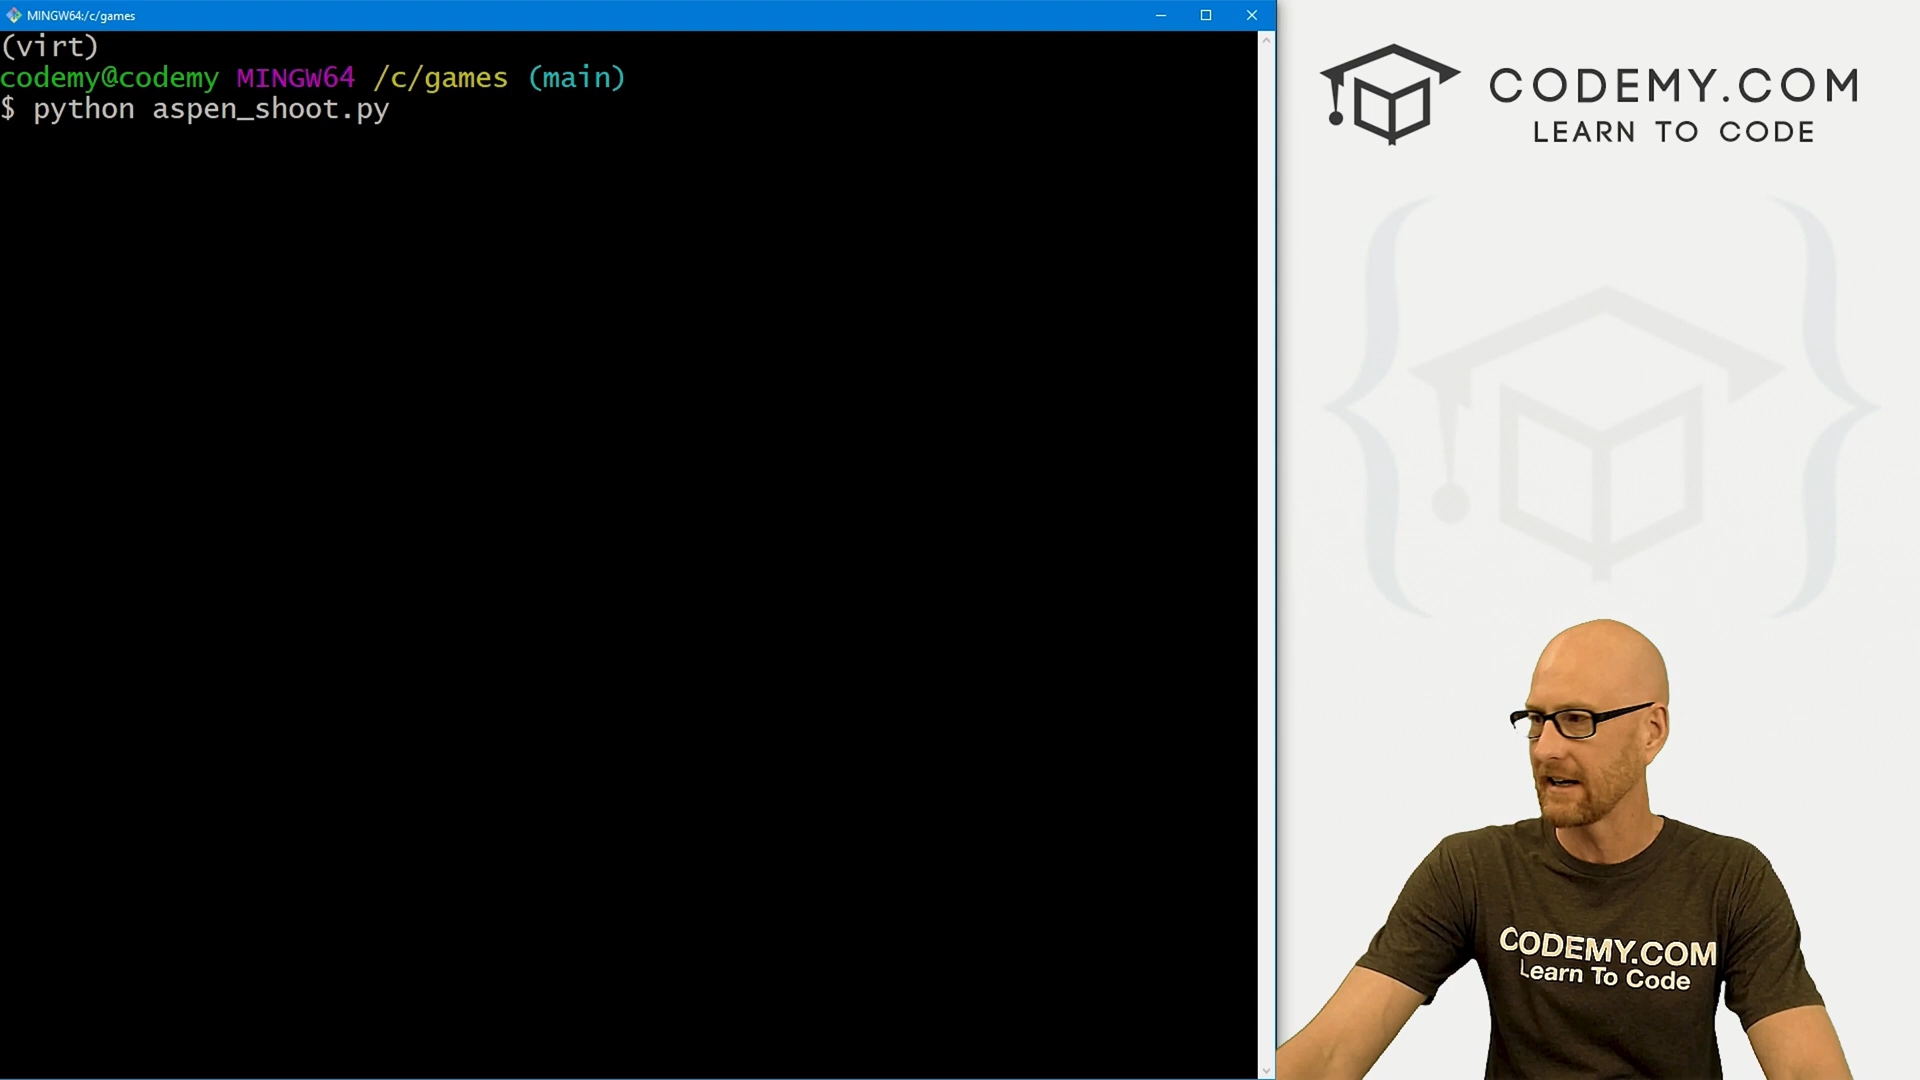 MINGW64:/c/games
(virt)
codemy@codemy MINGW64 /c/games (main)
$ python aspen_shoot.py
CODEMY.COM
LEARN TO CODE
CODEMY.COM
Learn To Code